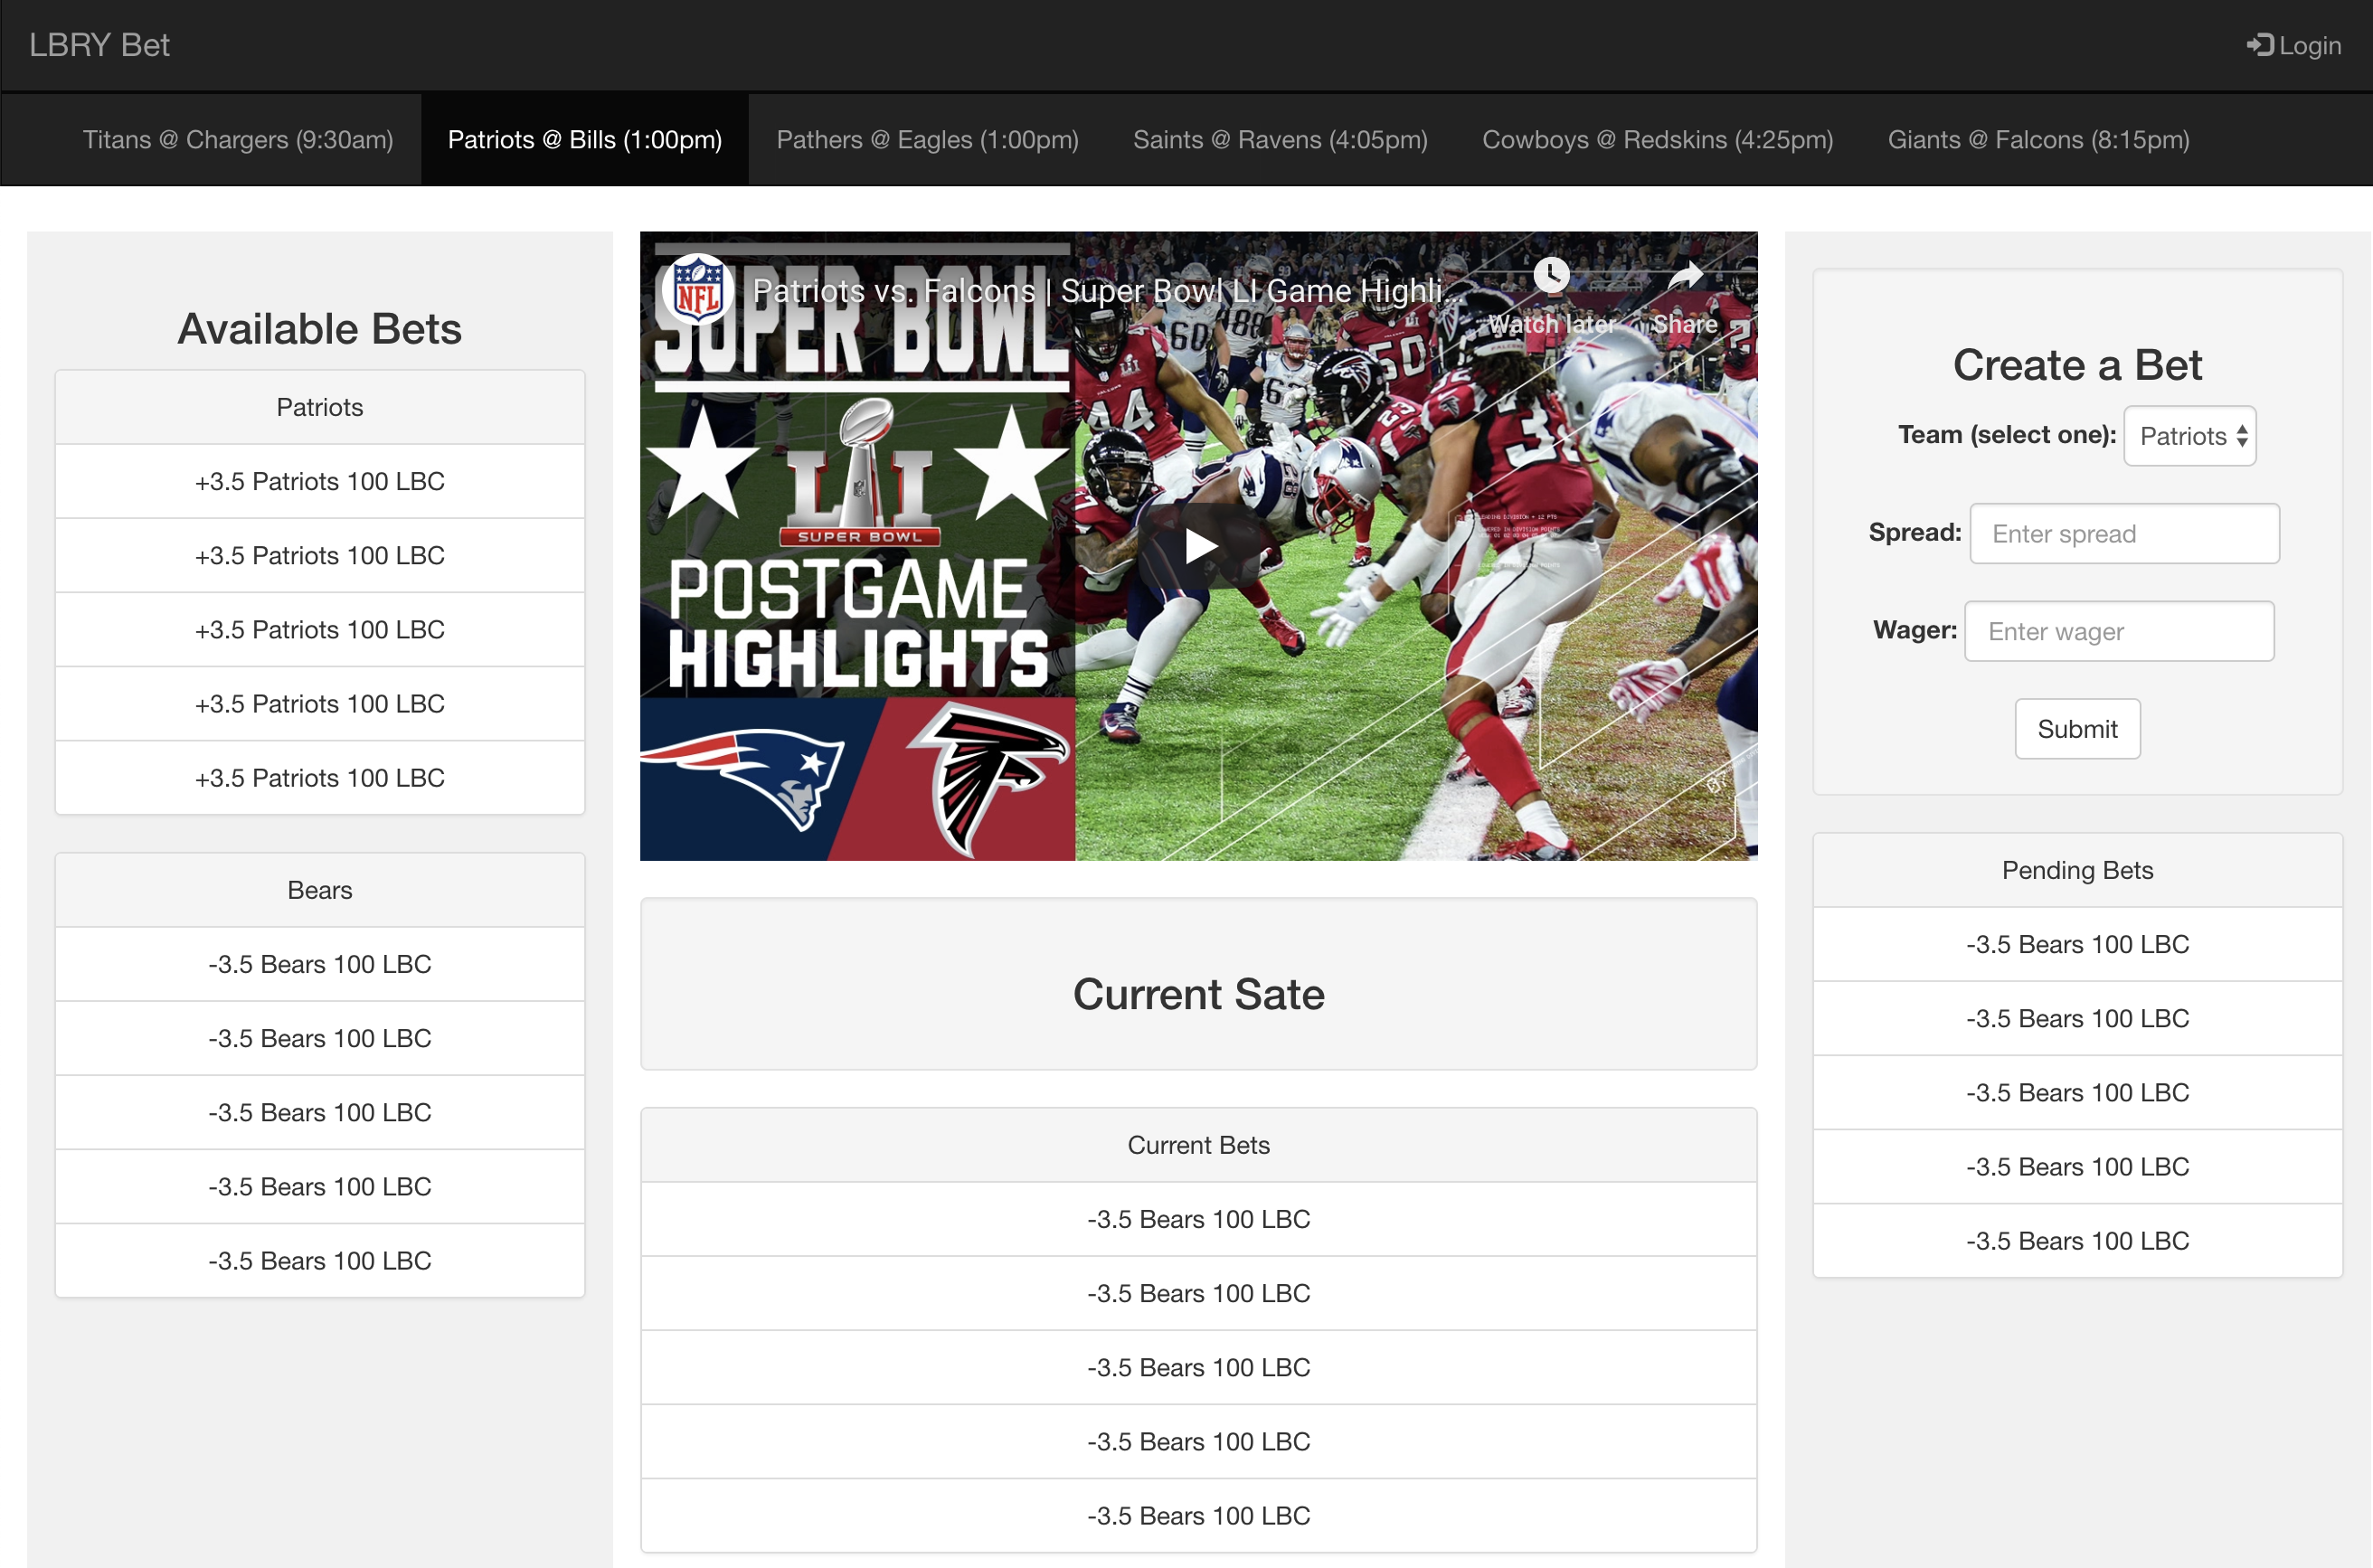 LBRY Bet
Login
Titans @ Chargers (9:30am)
Patriots @ Bills (1:00pm)
Pathers @ Eagles (1:00pm)
Saints @ Ravens (4:05pm)
Cowboys @ Redskins (4:25pm)
Giants @ Falcons (8:15pm)
Available Bets
Patriots
+3.5 Patriots 100 LBC
+3.5 Patriots 100 LBC
+3.5 Patriots 100 LBC
+3.5 Patriots 100 LBC
+3.5 Patriots 100 LBC
Bears
-3.5 Bears 100 LBC
-3.5 Bears 100 LBC
-3.5 Bears 100 LBC
-3.5 Bears 100 LBC
-3.5 Bears 100 LBC
NFL
Patriots vs. Falcons | Super Bowl LI Game Highli...
Watch later
Share
SUPER BOWL
LI
SUPER BOWL
POSTGAME
HIGHLIGHTS
Current Sate
Current Bets
-3.5 Bears 100 LBC
-3.5 Bears 100 LBC
-3.5 Bears 100 LBC
-3.5 Bears 100 LBC
-3.5 Bears 100 LBC
Create a Bet
Team (select one): Patriots
Spread: Enter spread
Wager: Enter wager
Submit
Pending Bets
-3.5 Bears 100 LBC
-3.5 Bears 100 LBC
-3.5 Bears 100 LBC
-3.5 Bears 100 LBC
-3.5 Bears 100 LBC